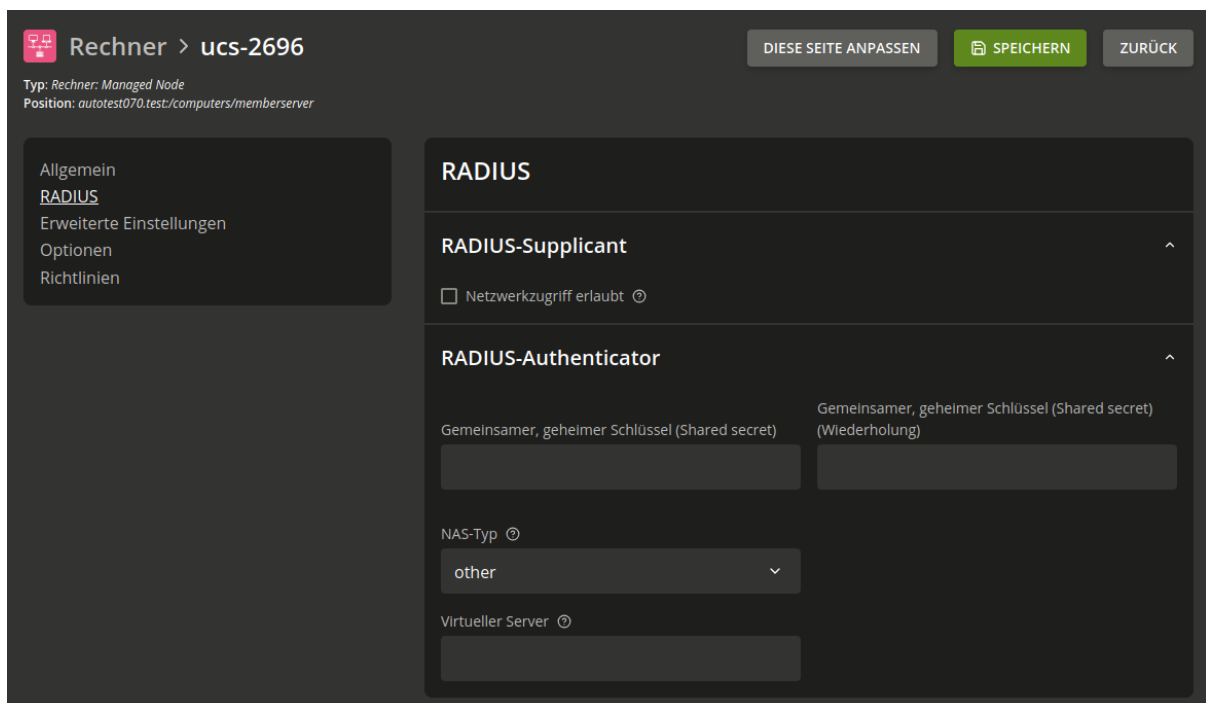 Rechner > ucs-2696
DIESE SEITE ANPASSEN
SPEICHERN
ZURÜCK
Typ: Rechner: Managed Node
Position: autotest070.test:/computers/memberserver
Allgemein
RADIUS
Erweiterte Einstellungen
Optionen
Richtlinien
RADIUS
RADIUS-Supplicant
Netzwerkzugriff erlaubt
RADIUS-Authenticator
Gemeinsamer, geheimer Schlüssel (Shared secret)
Gemeinsamer, geheimer Schlüssel (Shared secret)
(Wiederholung)
NAS-Typ
other
Virtueller Server